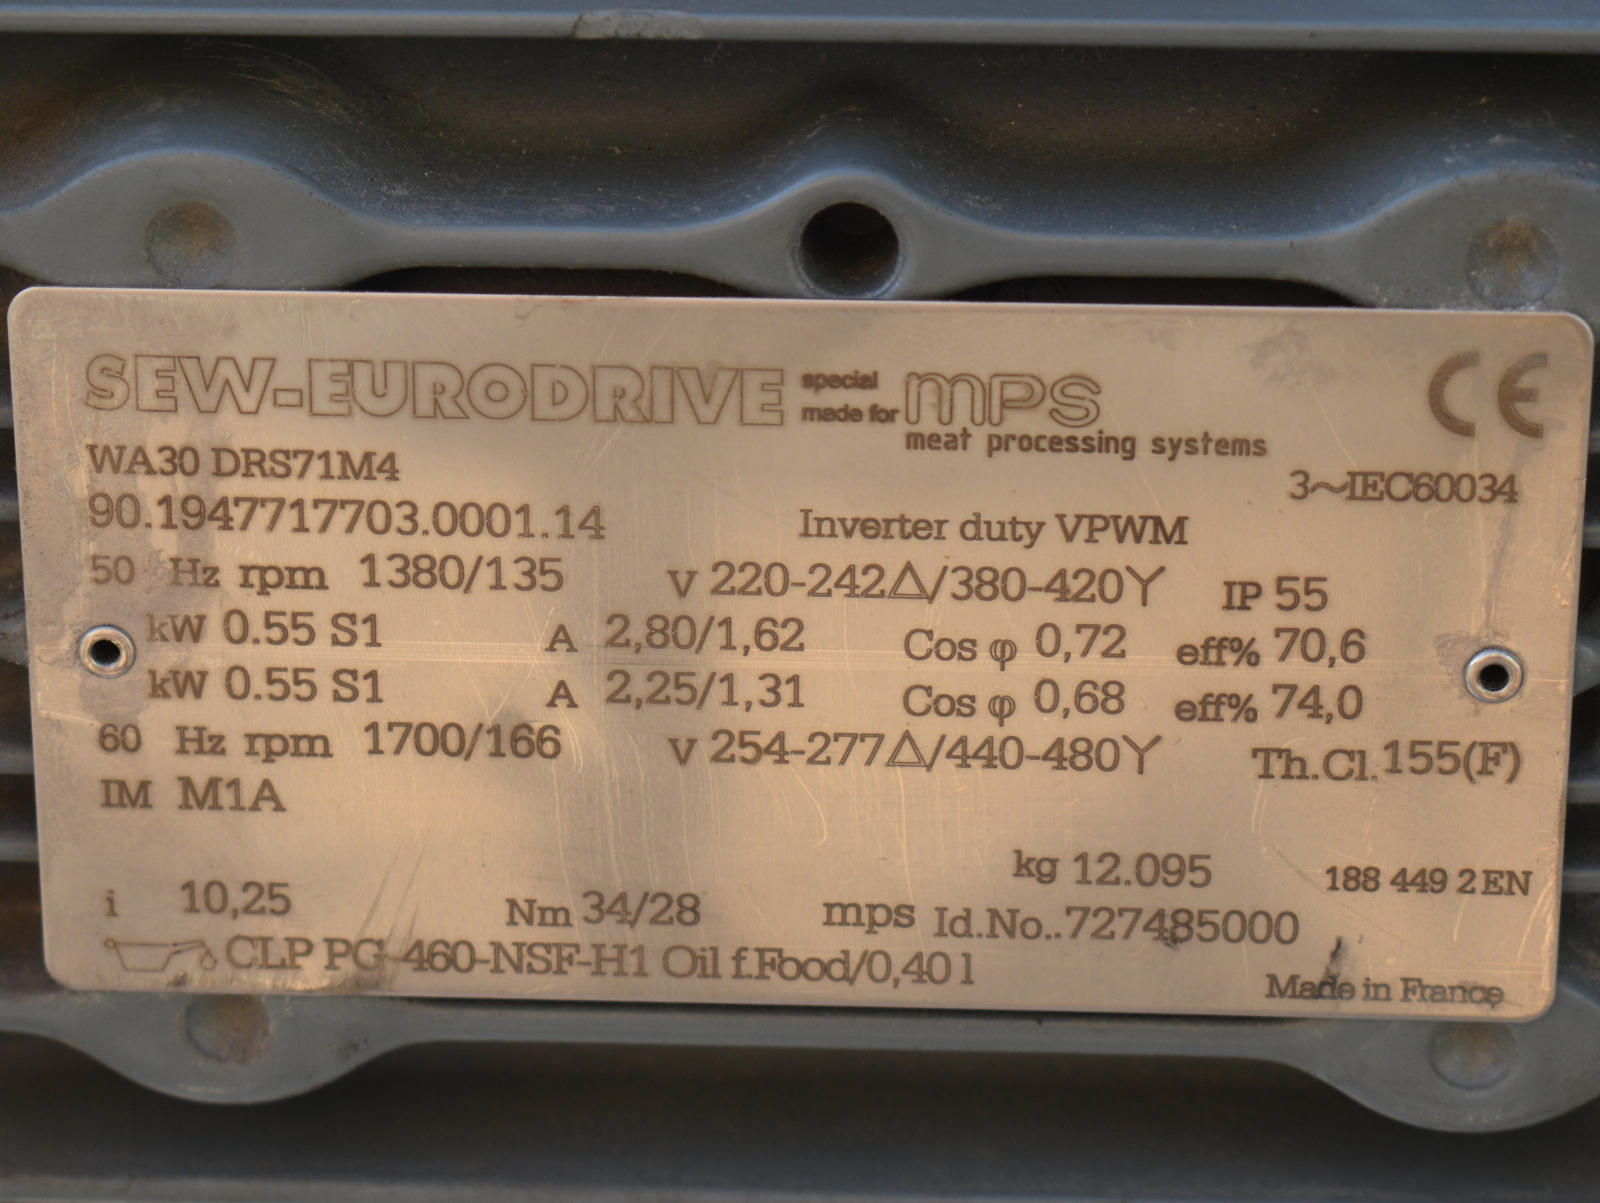 SEW-EURODRIVE special made for mps meat processing systems CE
WA30 DRS71M4
3~IEC60034
90.1947717703.0001.14 Inverter duty VPWM
50 Hz rpm 1380/135 V 220-242△/380-420Y IP 55
kW 0.55 S1 A 2,80/1,62 Cos φ 0,72 eff% 70,6
kW 0.55 S1 A 2,25/1,31 Cos φ 0,68 eff% 74,0
60 Hz rpm 1700/166 V 254-277△/440-480Y Th.Cl. 155(F)
IM M1A
kg 12.095 188 449 2 EN
i 10,25 Nm 34/28 mps Id.No..727485000
CLP PG-460-NSF-H1 Oil f.Food/0,40 l
Made in France